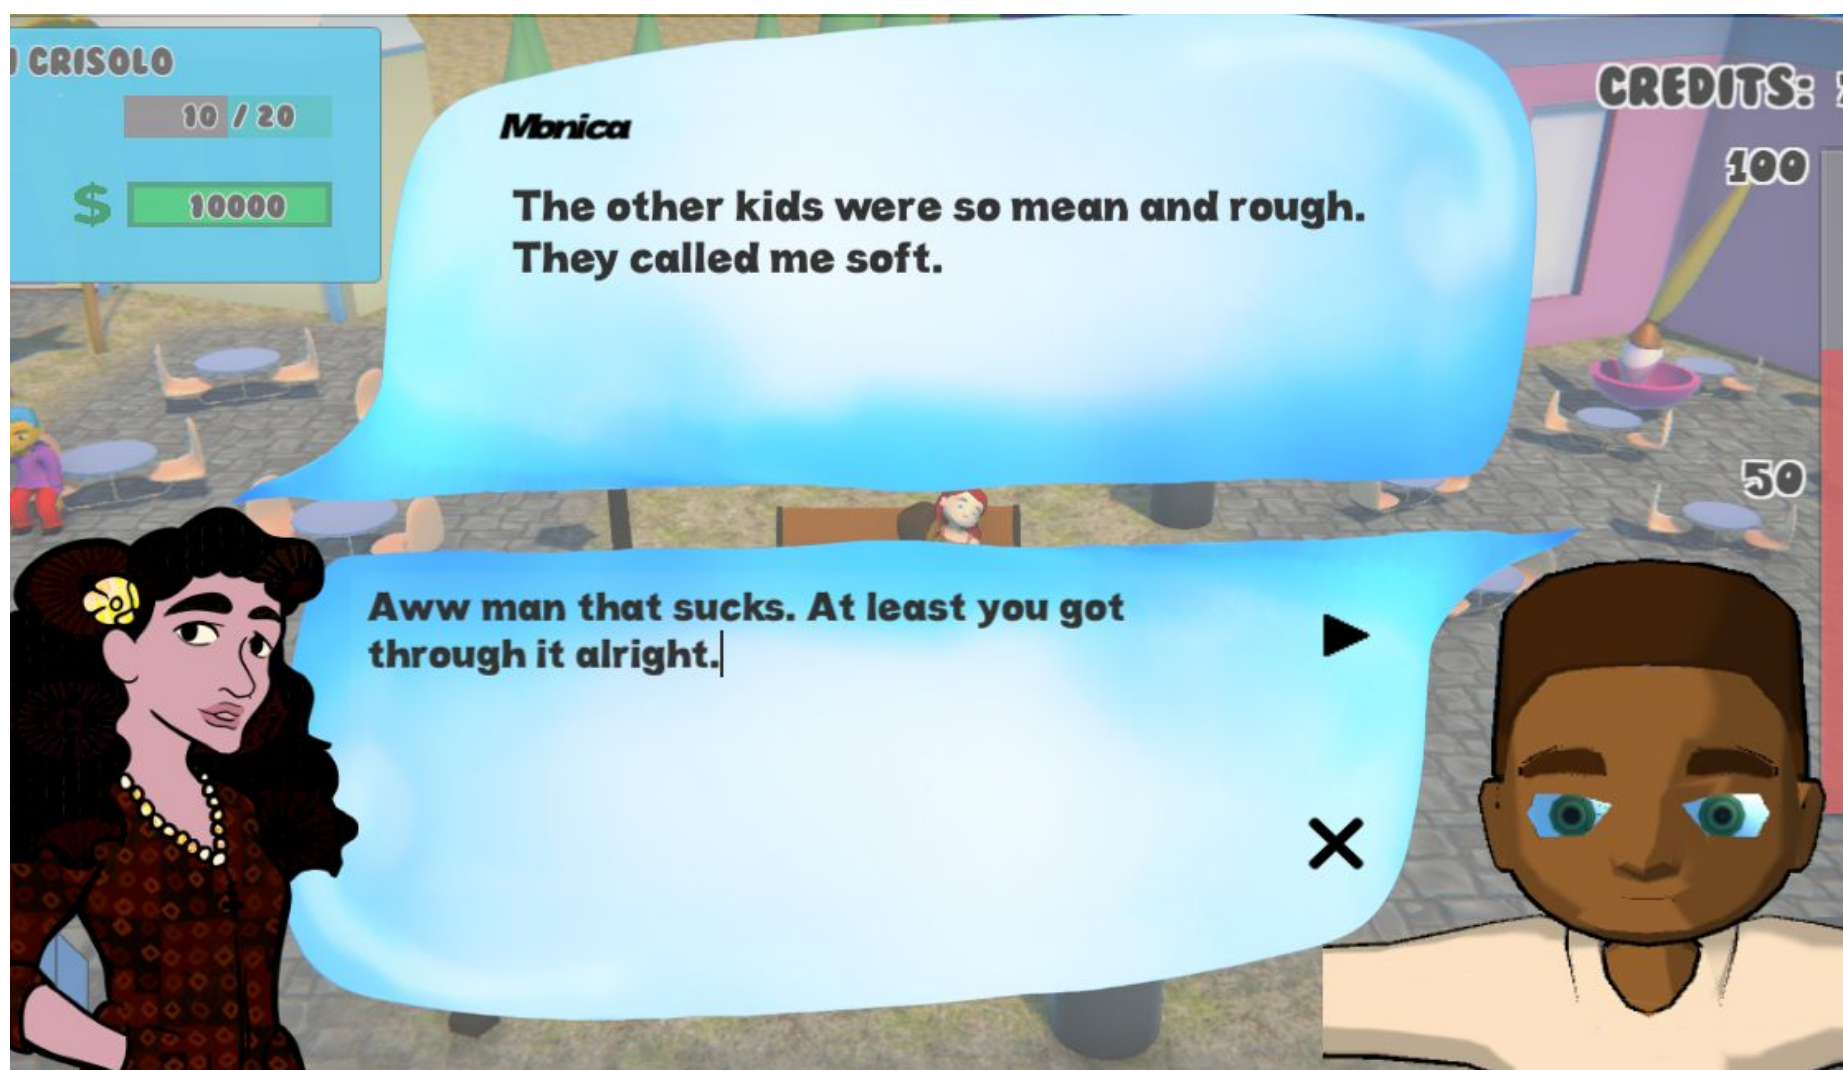 CRISOLO
10 / 20
$ 10000
CREDITS:
100
50
Monica
The other kids were so mean and rough.
They called me soft.
Aww man that sucks. At least you got
through it alright.